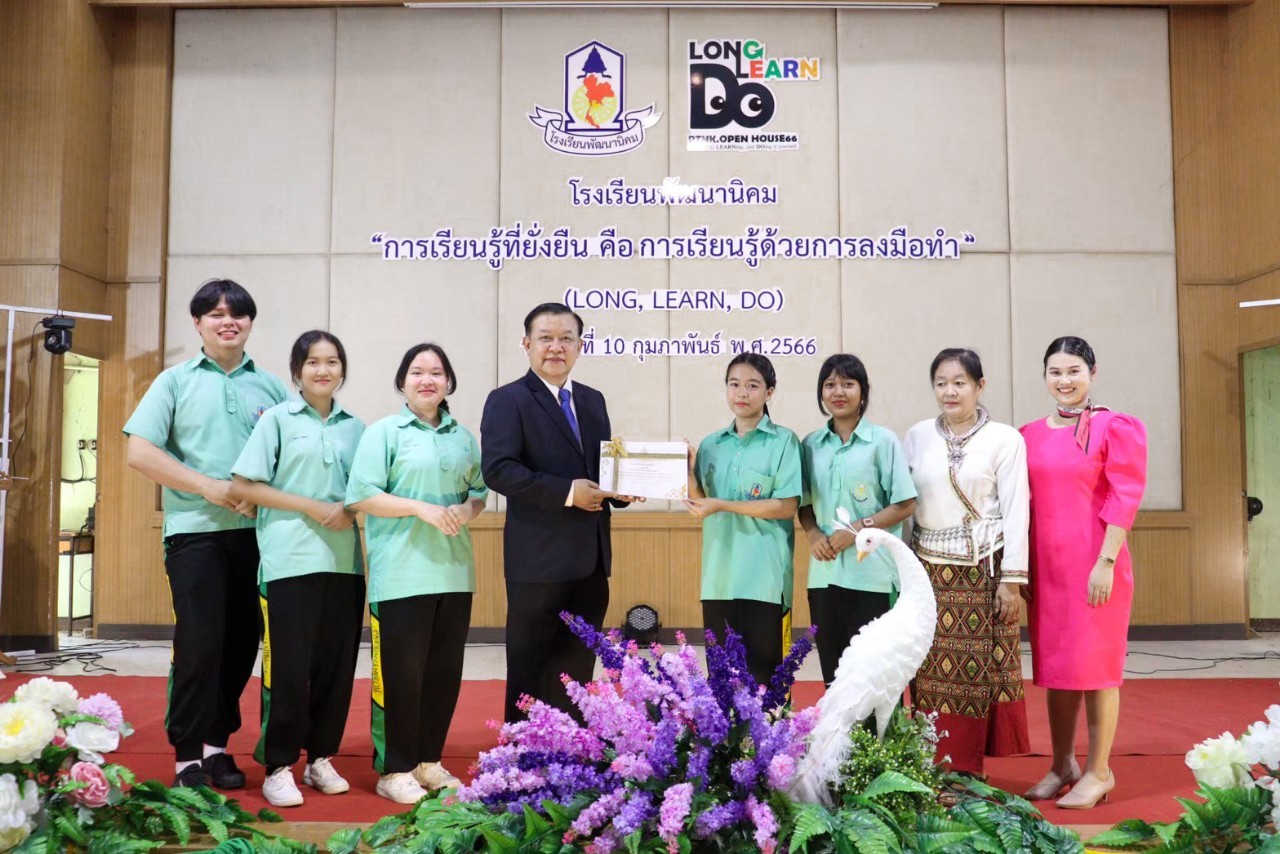 LONG
LEARN
Do
PTNK.OPEN HOUSE66
โรงเรียนพัฒนานิคม
โรงเรียนพัฒนานิคม
“การเรียนรู้ที่ยั่งยืน คือ การเรียนรู้ด้วยการลงมือทำ”
(LONG, LEARN, DO)
ที่ 10 กุมภาพันธ์ พ.ศ.2566